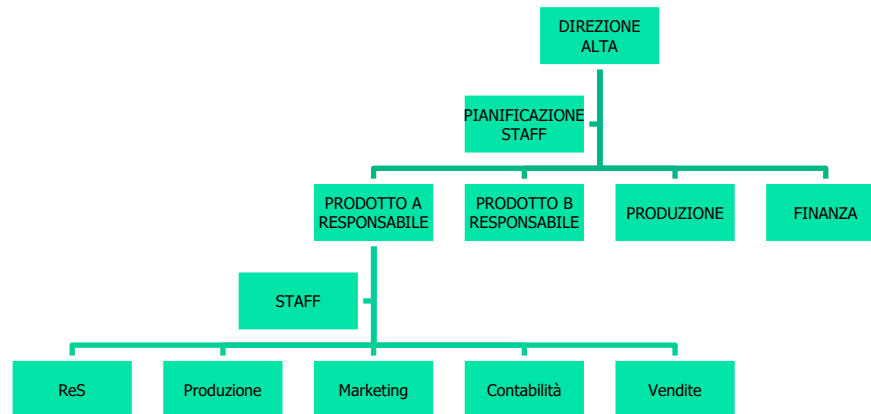 DIREZIONE
ALTA
PIANIFICAZIONE
STAFF
PRODOTTO A
RESPONSABILE
PRODOTTO B
RESPONSABILE
PRODUZIONE
FINANZA
STAFF
ReS
Produzione
Marketing
Contabilità
Vendite